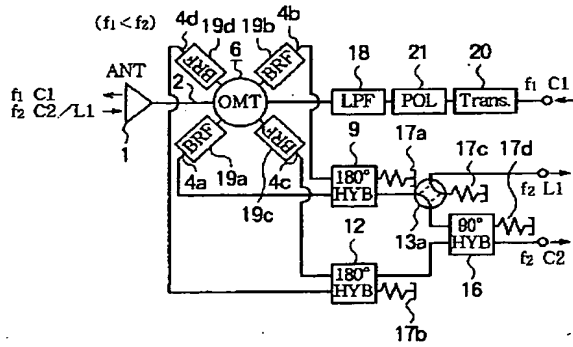 (f₁<f₂)
4d 19d 6 19b 4b
BRF BRF
ANT
2
18 21 20
f₁ C1
f₂ C2/L1
1
OMT
LPF POL Trans.
f₁ C1
BRF BRF
4a 19a 19c 4c
9 17a 17c 17d
180° HYB
13a
f₂ L1
12
180° HYB
90° HYB
16
f₂ C2
17b